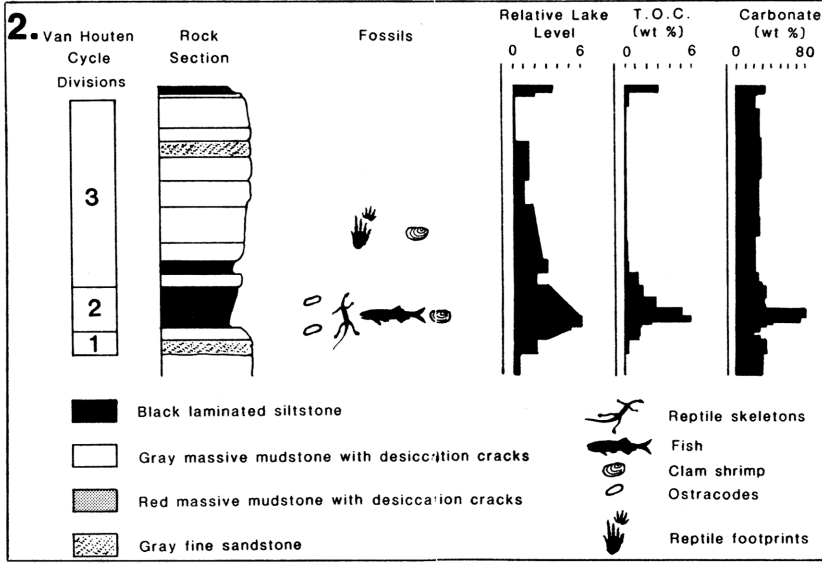 2.
Van Houten
Cycle
Divisions
Rock
Section
Fossils
Relative Lake
Level
0 6
T.O.C.
(wt %)
0 6
Carbonate
(wt %)
0 80
3
2
1
Black laminated siltstone
Gray massive mudstone with desiccation cracks
Red massive mudstone with desiccation cracks
Gray fine sandstone
Reptile skeletons
Fish
Clam shrimp
Ostracodes
Reptile footprints